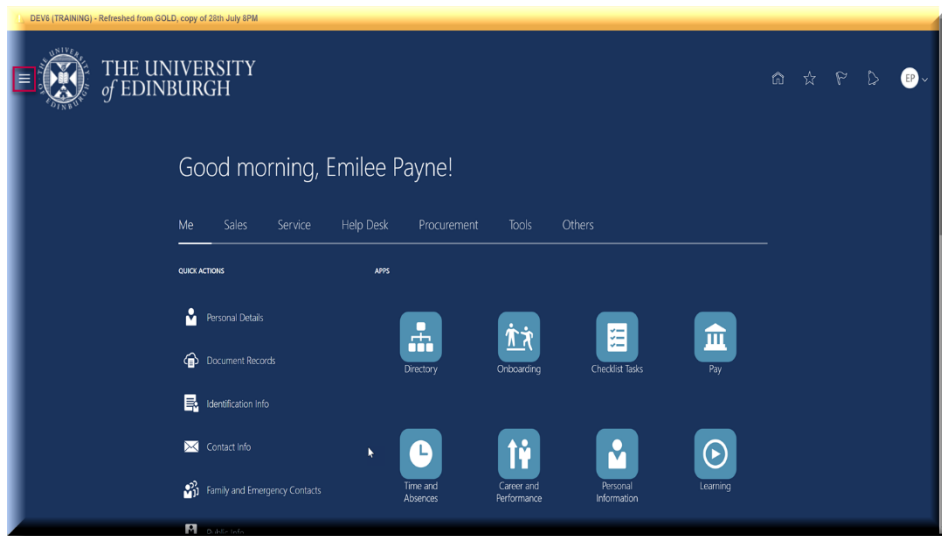 DEV6 (TRAINING) - Refreshed from GOLD, copy of 28th July 8PM
THE UNIVERSITY
of EDINBURGH
EP
Good morning, Emilee Payne!
Me Sales Service Help Desk Procurement Tools Others
QUICK ACTIONS
APPS
Personal Details
Document Records
Identification Info
Contact Info
Family and Emergency Contacts
Public Info
Directory
Onboarding
Checklist Tasks
Pay
Time and
Absences
Career and
Performance
Personal
Information
Learning